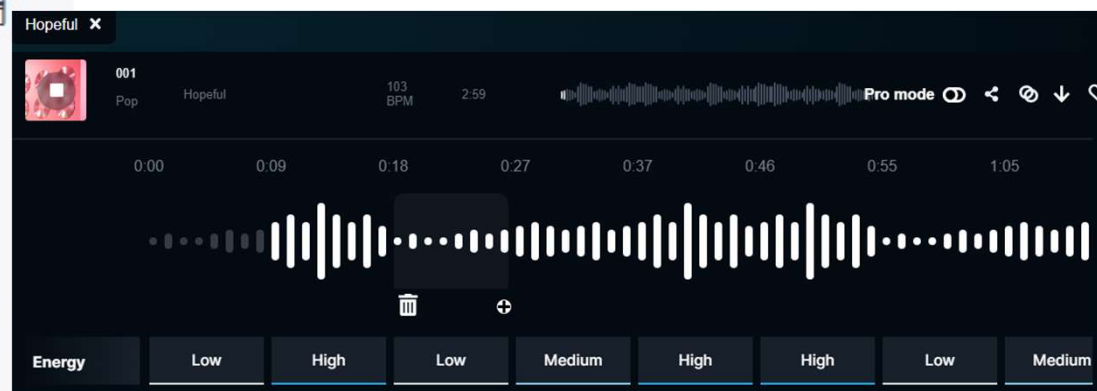 Hopeful ×
001
Pop
Hopeful
103
BPM
2:59
Pro mode
0:00 0:09 0:18 0:27 0:37 0:46 0:55 1:05
Energy Low High Low Medium High High Low Medium